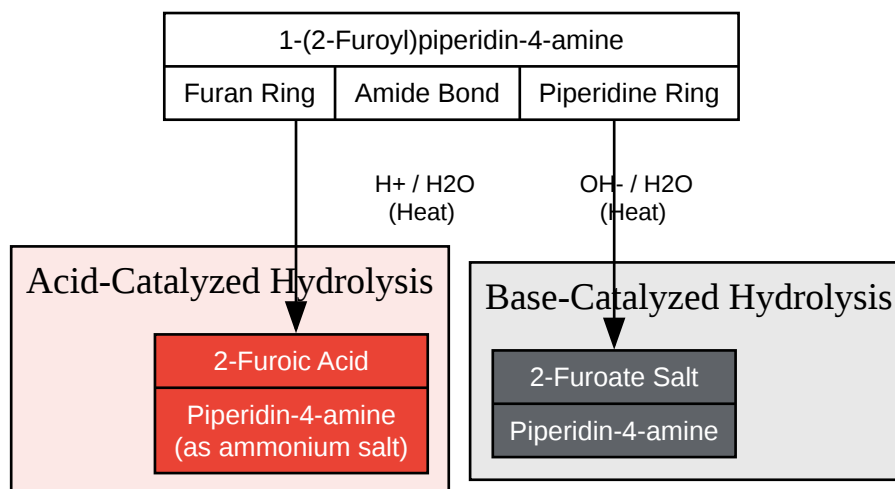 1-(2-Furoyl)piperidin-4-amine
Furan Ring
Amide Bond
Piperidine Ring
H+ / H2O
(Heat)
OH- / H2O
(Heat)
Acid-Catalyzed Hydrolysis
2-Furoic Acid
Piperidin-4-amine
(as ammonium salt)
Base-Catalyzed Hydrolysis
2-Furoate Salt
Piperidin-4-amine